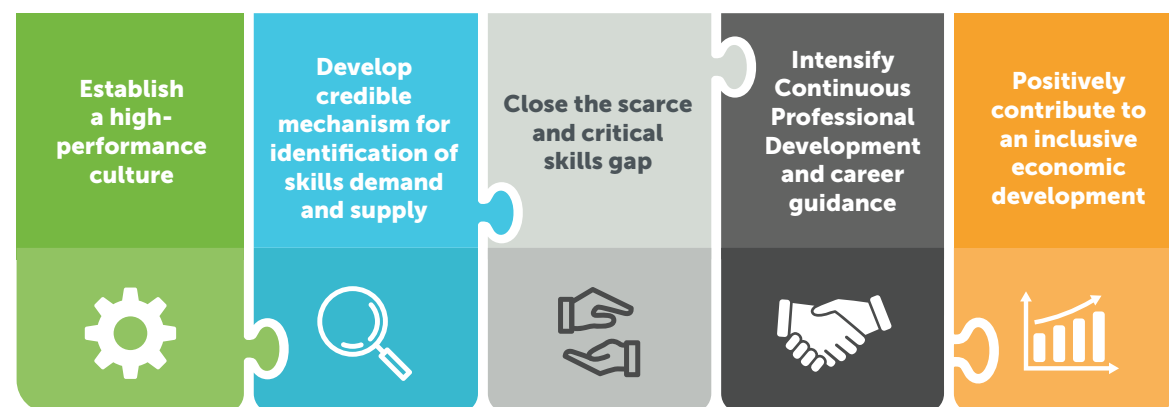 Establish
a high-
performance
culture
Develop
credible
mechanism for
identification of
skills demand
and supply
Close the scarce
and critical
skills gap
Intensify
Continuous
Professional
Development
and career
guidance
Positively
contribute to
an inclusive
economic
development